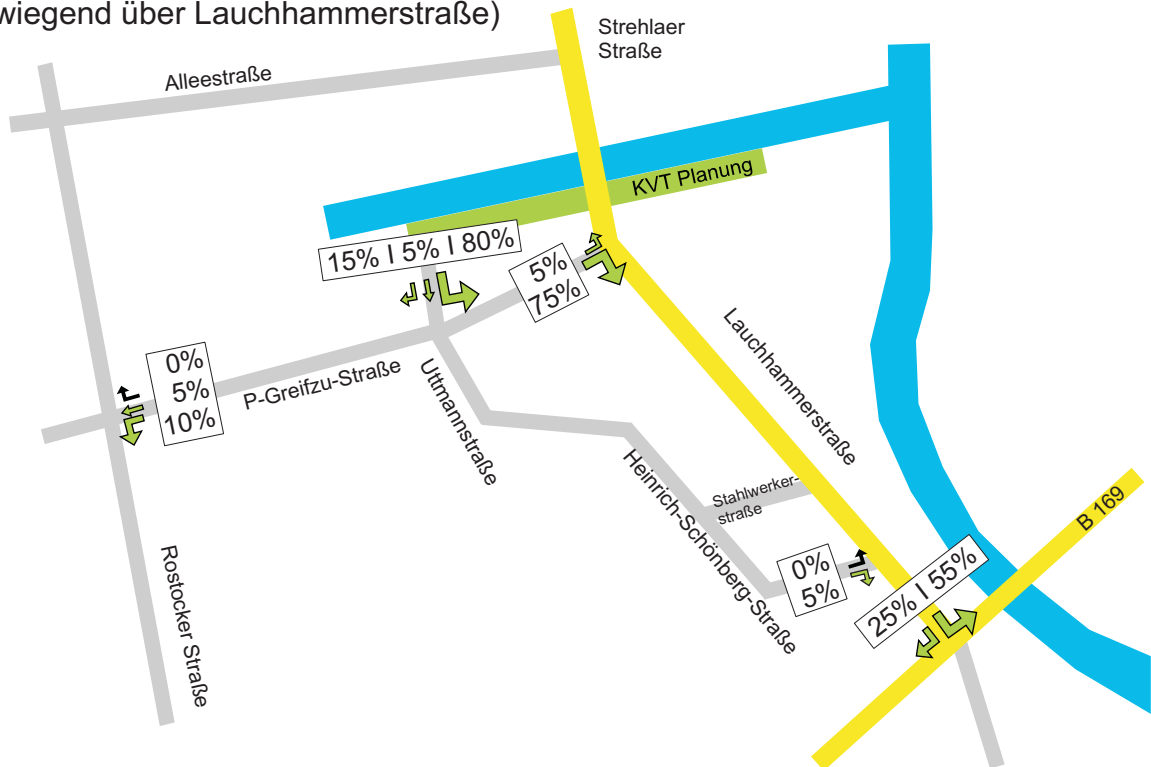 wiegend über Lauchhammerstraße)
Strehlaer
Straße
Alleestraße
KVT Planung
15% I 5% I 80%
5%
75%
Lauchhammerstraße
0%
5%
10%
P-Greifzu-Straße
Uttmannstraße
Heinrich-Schönberg-Straße
Stahlwerker-
straße
B 169
0%
5%
25% I 55%
Rostocker Straße